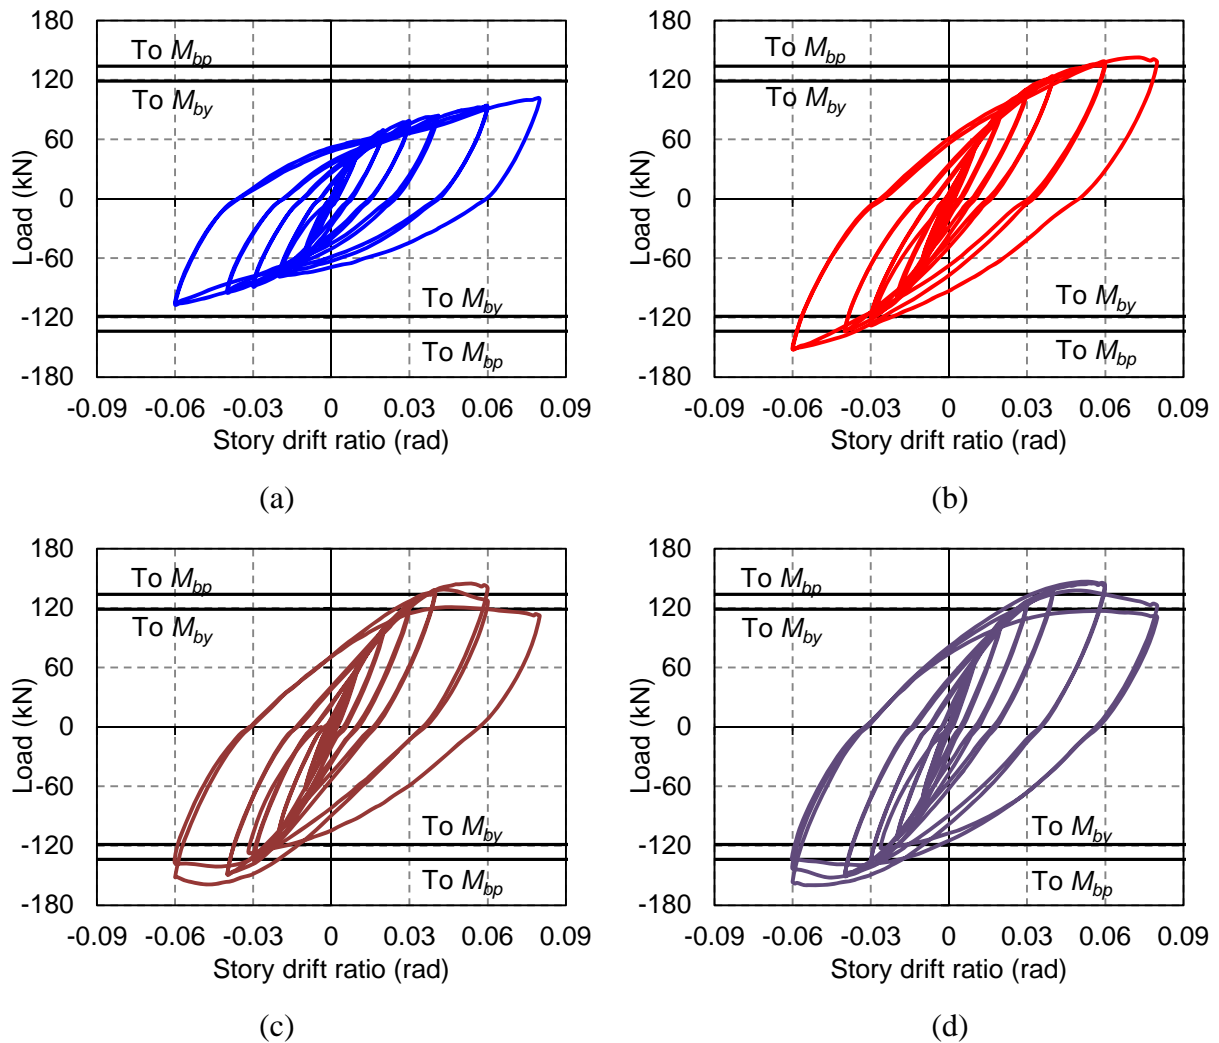 180
120
60
0
-60
-120
-180
Load (kN)
To Mbp
To Mby
To Mby
To Mbp
-0.09 -0.06 -0.03 0 0.03 0.06 0.09
Story drift ratio (rad)
(a)
180
120
60
0
-60
-120
-180
Load (kN)
To Mbp
To Mby
To Mby
To Mbp
-0.09 -0.06 -0.03 0 0.03 0.06 0.09
Story drift ratio (rad)
(b)
180
120
60
0
-60
-120
-180
Load (kN)
To Mbp
To Mby
To Mby
To Mbp
-0.09 -0.06 -0.03 0 0.03 0.06 0.09
Story drift ratio (rad)
(c)
180
120
60
0
-60
-120
-180
Load (kN)
To Mbp
To Mby
To Mby
To Mbp
-0.09 -0.06 -0.03 0 0.03 0.06 0.09
Story drift ratio (rad)
(d)